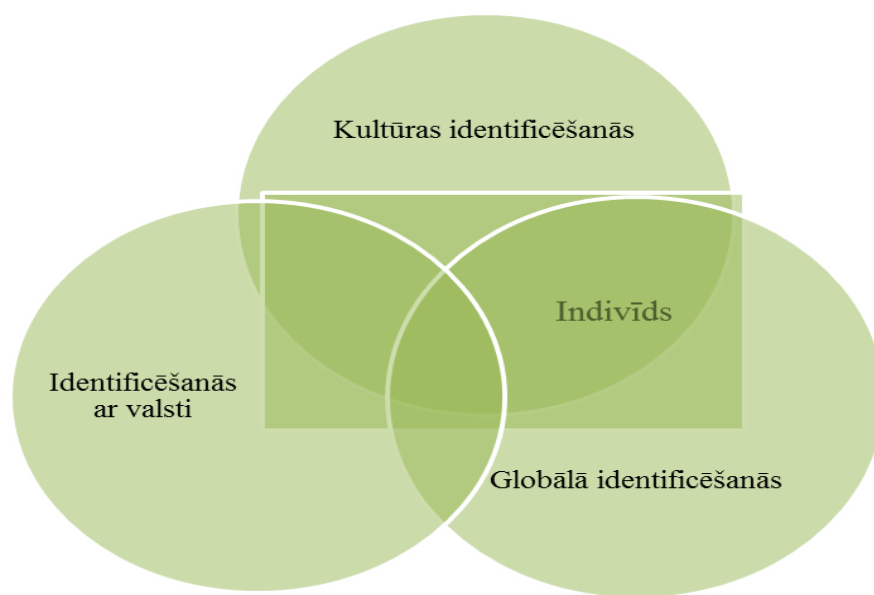 Kultūras identificēšanās
Indivīds
Identificēšanās
ar valsti
Globālā identificēšanās